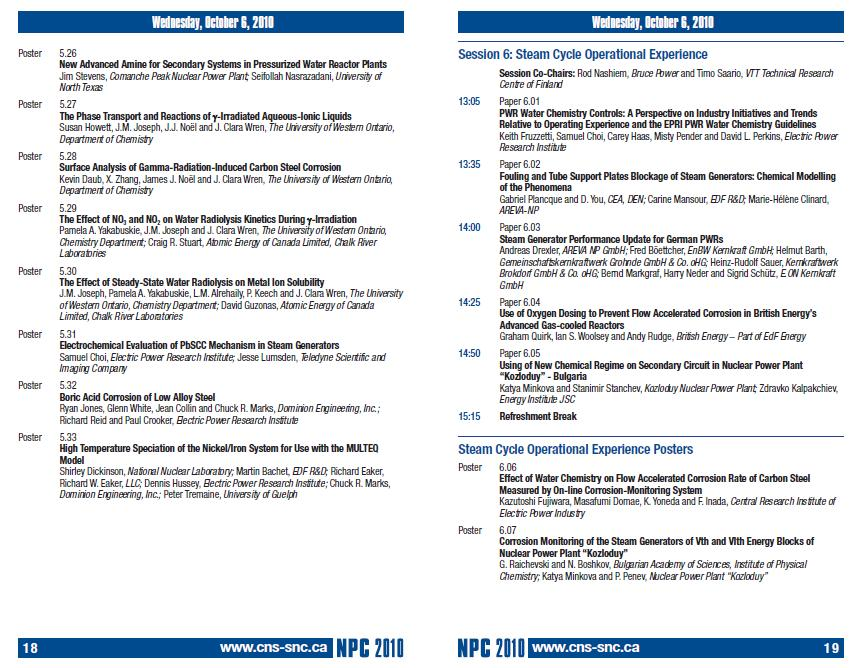 Wednesday, October 6, 2010
Poster 5.26
New Advanced Amine for Secondary Systems in Pressurized Water Reactor Plants
Jim Stevens, Comanche Peak Nuclear Power Plant; Seifollah Nasrazadani, University of
North Texas
Poster 5.27
The Phase Transport and Reactions of γ-Irradiated Aqueous-Ionic Liquids
Susan Howett, J.M. Joseph, J.J. Noël and J. Clara Wren, The University of Western Ontario,
Department of Chemistry
Poster 5.28
Surface Analysis of Gamma-Radiation-Induced Carbon Steel Corrosion
Kevin Daub, X. Zhang, James J. Noël and J. Clara Wren, The University of Western Ontario,
Department of Chemistry
Poster 5.29
The Effect of NO3 and NO2 on Water Radiolysis Kinetics During γ-Irradiation
Pamela A. Yakabuskie, J.M. Joseph and J. Clara Wren, The University of Western Ontario,
Chemistry Department; Craig R. Stuart, Atomic Energy of Canada Limited, Chalk River
Laboratories
Poster 5.30
The Effect of Steady-State Water Radiolysis on Metal Ion Solubility
J.M. Joseph, Pamela A. Yakabuskie, L.M. Alrehaily, P. Keech and J. Clara Wren, The University
of Western Ontario, Chemistry Department; David Guzonas, Atomic Energy of Canada
Limited, Chalk River Laboratories
Poster 5.31
Electrochemical Evaluation of PbSCC Mechanism in Steam Generators
Samuel Choi, Electric Power Research Institute; Jesse Lumsden, Teledyne Scientific and
Imaging Company
Poster 5.32
Boric Acid Corrosion of Low Alloy Steel
Ryan Jones, Glenn White, Jean Collin and Chuck R. Marks, Dominion Engineering, Inc.;
Richard Reid and Paul Crooker, Electric Power Research Institute
Poster 5.33
High Temperature Speciation of the Nickel/Iron System for Use with the MULTEQ
Model
Shirley Dickinson, National Nuclear Laboratory; Martin Bachet, EDF R&D; Richard Eaker,
Richard W. Eaker, LLC; Dennis Hussey, Electric Power Research Institute; Chuck R. Marks,
Dominion Engineering, Inc.; Peter Tremaine, University of Guelph
18 www.cns-snc.ca NPC 2010
Wednesday, October 6, 2010
Session 6: Steam Cycle Operational Experience
Session Co-Chairs: Rod Nashiem, Bruce Power and Timo Saario, VTT Technical Research
Centre of Finland
13:05 Paper 6.01
PWR Water Chemistry Controls: A Perspective on Industry Initiatives and Trends
Relative to Operating Experience and the EPRI PWR Water Chemistry Guidelines
Keith Fruzzetti, Samuel Choi, Carey Haas, Misty Pender and David L. Perkins, Electric Power
Research Institute
13:35 Paper 6.02
Fouling and Tube Support Plates Blockage of Steam Generators: Chemical Modelling
of the Phenomena
Gabriel Plancque and D. You, CEA, DEN; Carine Mansour, EDF R&D; Marie-Hélène Clinard,
AREVA-NP
14:00 Paper 6.03
Steam Generator Performance Update for German PWRs
Andreas Drexler, AREVA NP GmbH; Fred Böettcher, EnBW Kernkraft GmbH; Helmut Barth,
Gemeinschaftskernkraftwerk Grohnde GmbH & Co. oHG; Heinz-Rudolf Sauer, Kernkraftwerk
Brokdorf GmbH & Co. oHG; Bernd Markgraf, Harry Neder and Sigrid Schütz, E.ON Kernkraft
GmbH
14:25 Paper 6.04
Use of Oxygen Dosing to Prevent Flow Accelerated Corrosion in British Energy's
Advanced Gas-cooled Reactors
Graham Quirk, Ian S. Woolsey and Andy Rudge, British Energy – Part of EdF Energy
14:50 Paper 6.05
Using of New Chemical Regime on Secondary Circuit in Nuclear Power Plant
"Kozloduy" - Bulgaria
Katya Minkova and Stanimir Stanchev, Kozloduy Nuclear Power Plant; Zdravko Kalpakchiev,
Energy Institute JSC
15:15 Refreshment Break
Steam Cycle Operational Experience Posters
Poster 6.06
Effect of Water Chemistry on Flow Accelerated Corrosion Rate of Carbon Steel
Measured by On-line Corrosion-Monitoring System
Kazutoshi Fujiwara, Masafumi Domae, K. Yoneda and F. Inada, Central Research Institute of
Electric Power Industry
Poster 6.07
Corrosion Monitoring of the Steam Generators of Vth and VIth Energy Blocks of
Nuclear Power Plant "Kozloduy"
G. Raichevski and N. Boshkov, Bulgarian Academy of Sciences, Institute of Physical
Chemistry; Katya Minkova and P. Penev, Nuclear Power Plant "Kozloduy"
NPC 2010 www.cns-snc.ca 19